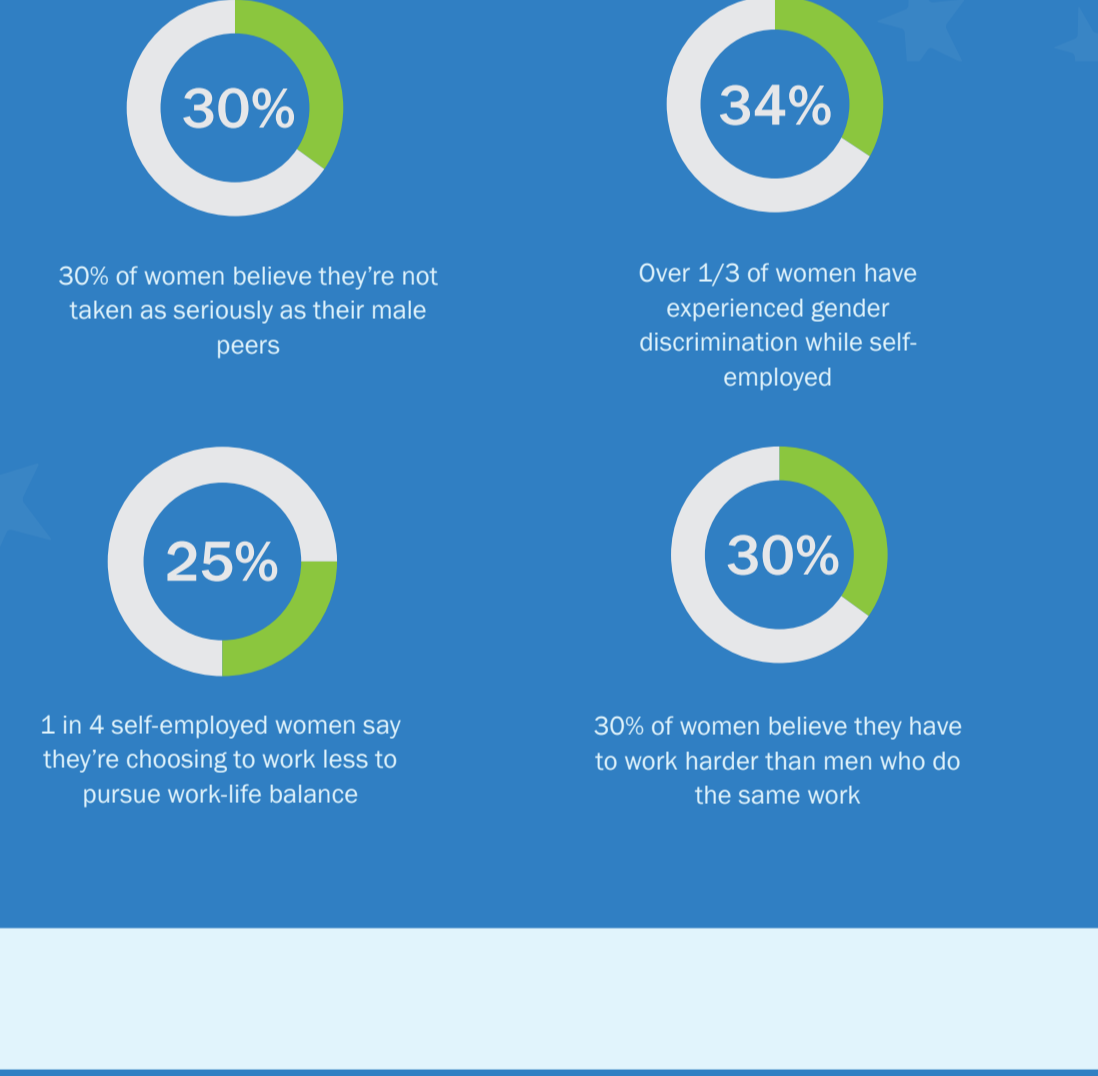 30%
30% of women believe they’re not
taken as seriously as their male
peers
34%
Over 1/3 of women have
experienced gender
discrimination while self-
employed
25%
1 in 4 self-employed women say
they’re choosing to work less to
pursue work-life balance
30%
30% of women believe they have
to work harder than men who do
the same work